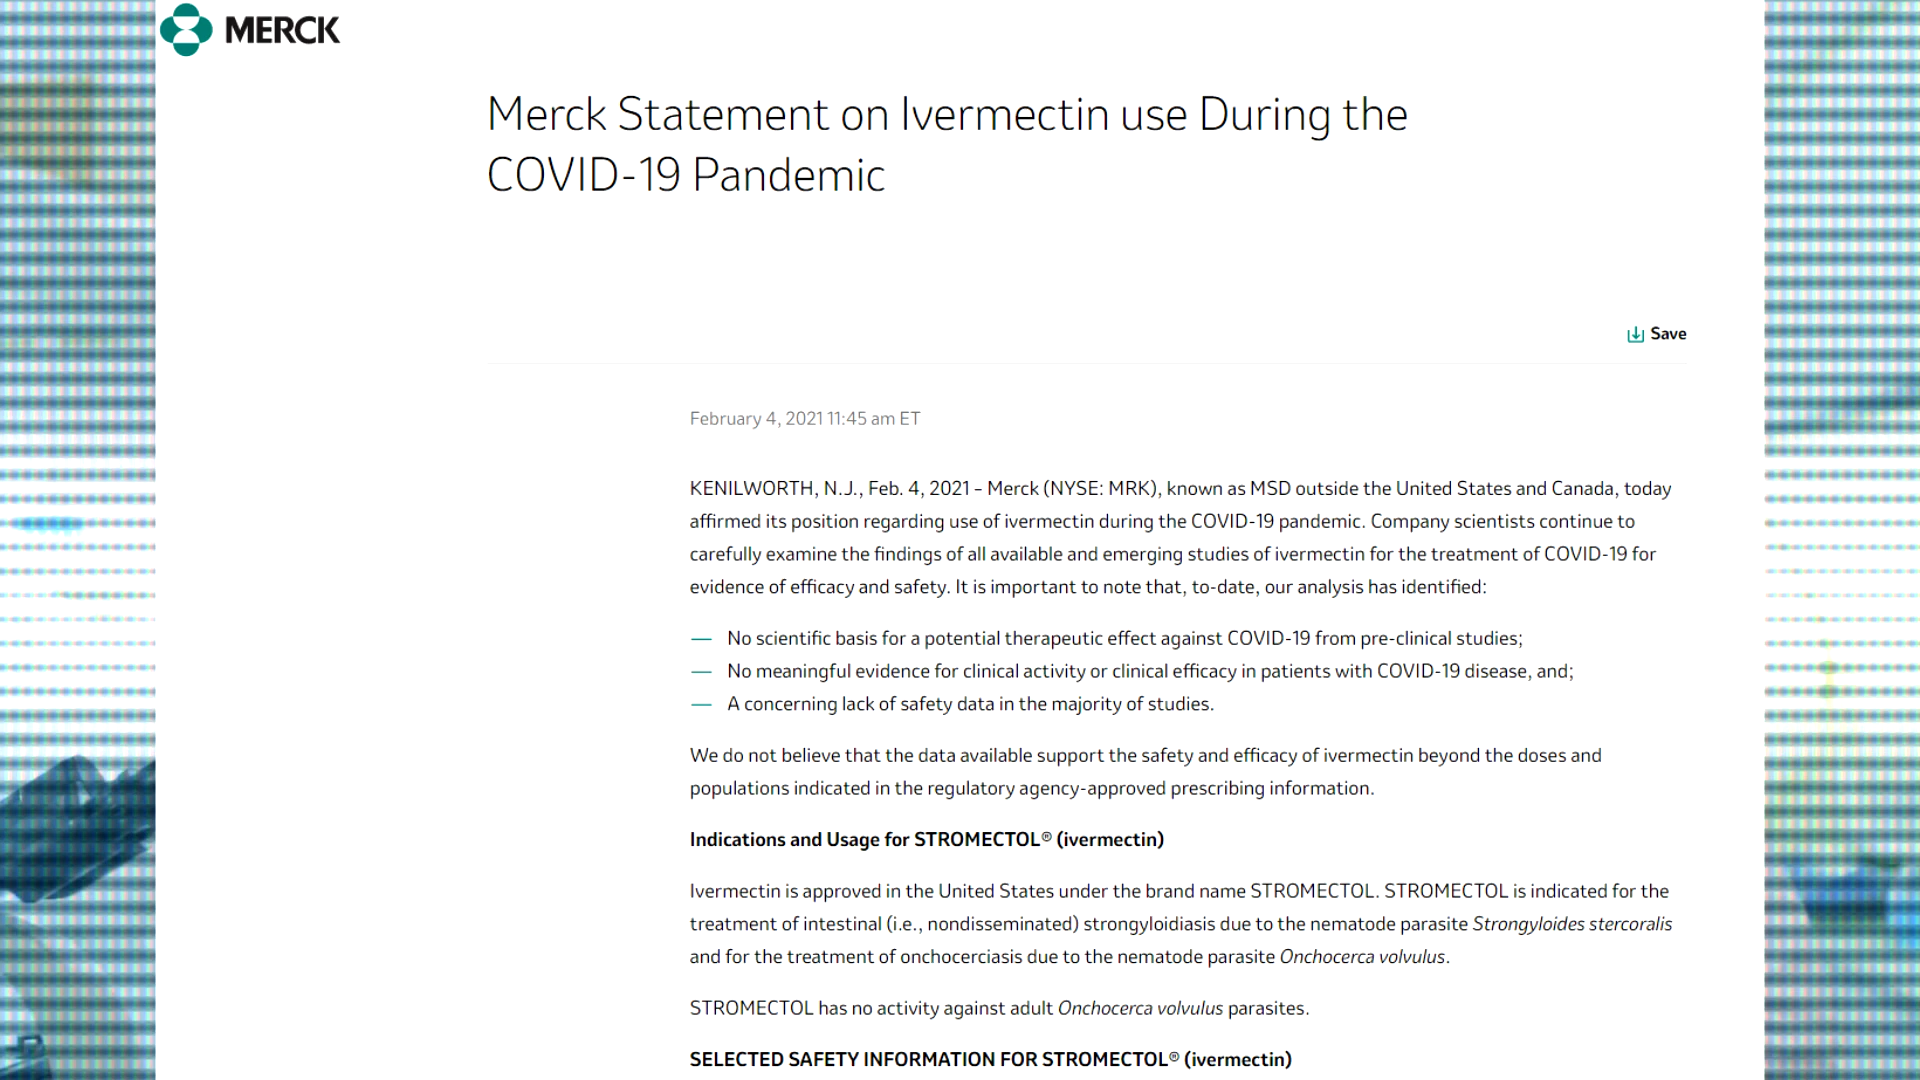 MERCK
Merck Statement on Ivermectin use During the
COVID-19 Pandemic
Save
February 4, 2021 11:45 am ET
KENILWORTH, N.J., Feb. 4, 2021 – Merck (NYSE: MRK), known as MSD outside the United States and Canada, today
affirmed its position regarding use of ivermectin during the COVID-19 pandemic. Company scientists continue to
carefully examine the findings of all available and emerging studies of ivermectin for the treatment of COVID-19 for
evidence of efficacy and safety. It is important to note that, to-date, our analysis has identified:
— No scientific basis for a potential therapeutic effect against COVID-19 from pre-clinical studies;
— No meaningful evidence for clinical activity or clinical efficacy in patients with COVID-19 disease, and;
— A concerning lack of safety data in the majority of studies.
We do not believe that the data available support the safety and efficacy of ivermectin beyond the doses and
populations indicated in the regulatory agency-approved prescribing information.
Indications and Usage for STROMECTOL® (ivermectin)
Ivermectin is approved in the United States under the brand name STROMECTOL. STROMECTOL is indicated for the
treatment of intestinal (i.e., nondisseminated) strongyloidiasis due to the nematode parasite Strongyloides stercoralis
and for the treatment of onchocerciasis due to the nematode parasite Onchocerca volvulus.
STROMECTOL has no activity against adult Onchocerca volvulus parasites.
SELECTED SAFETY INFORMATION FOR STROMECTOL® (ivermectin)